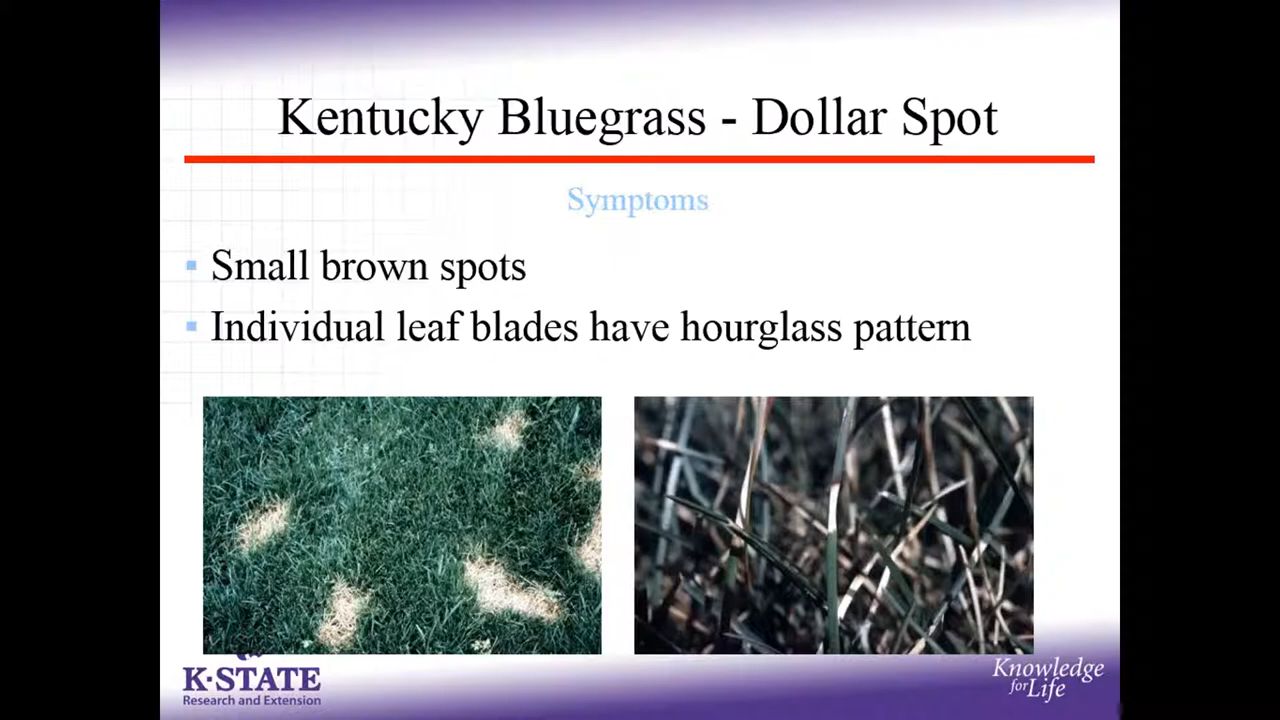 Kentucky Bluegrass - Dollar Spot
Symptoms
Small brown spots
Individual leaf blades have hourglass pattern
K-STATE
Research and Extension
Knowledge
for Life